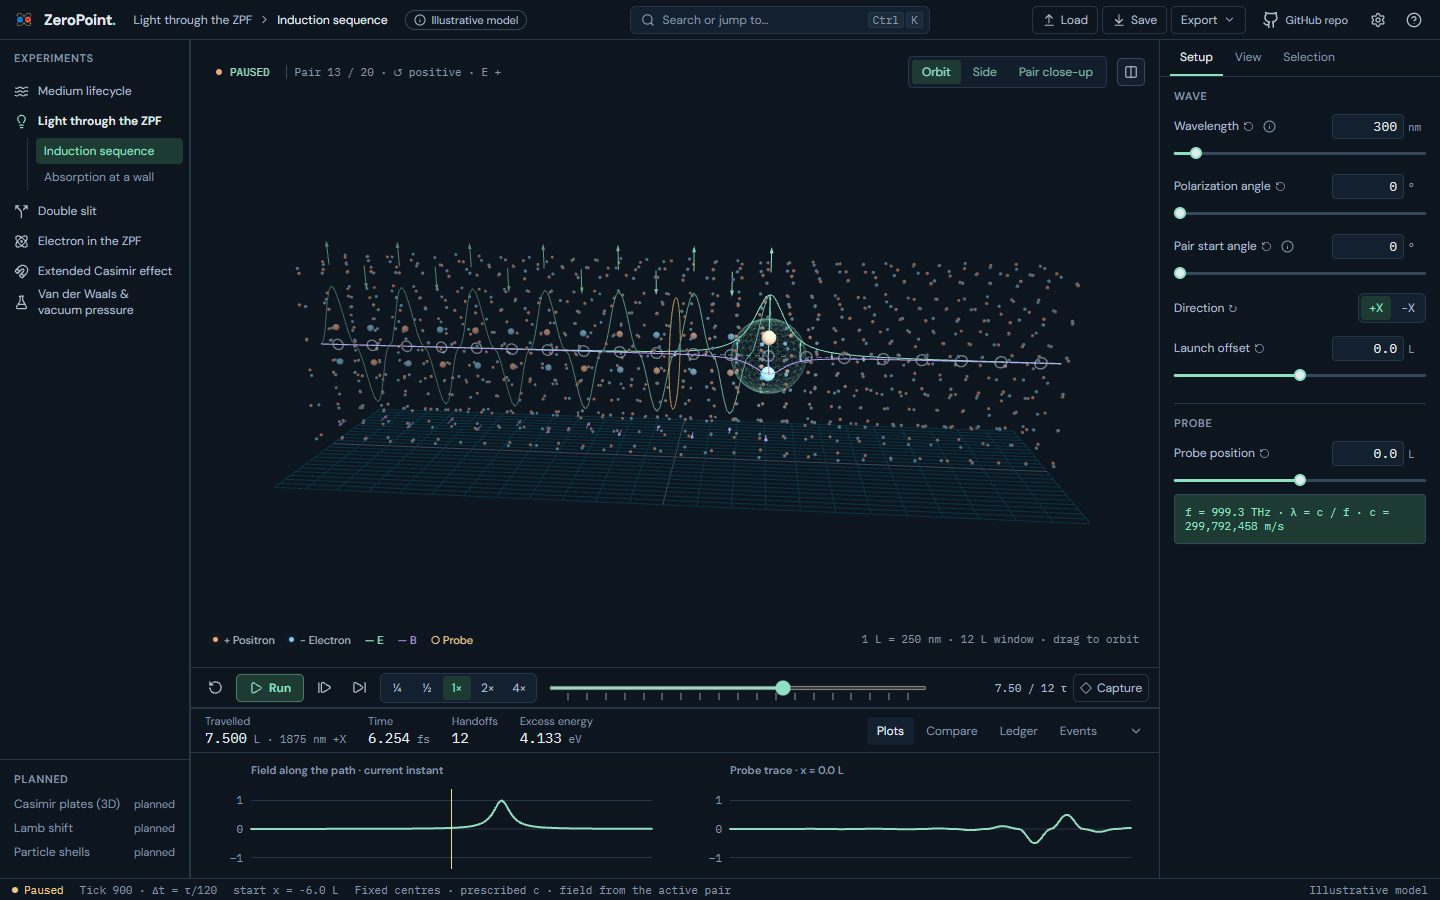 ZeroPoint.
Light through the ZPF > Induction sequence
Illustrative model
Search or jump to...
Ctrl K
Load
Save
Export
GitHub repo
EXPERIMENTS
Medium lifecycle
Light through the ZPF
Induction sequence
Absorption at a wall
Double slit
Electron in the ZPF
Extended Casimir effect
Van der Waals &
vacuum pressure
PLANNED
Casimir plates (3D) planned
Lamb shift planned
Particle shells planned
PAUSED
Pair 13 / 20 · ↺ positive · E +
Orbit Side Pair close-up
+ Positron − Electron — E — B Probe
1 L = 250 nm · 12 L window · drag to orbit
Run
¼ ½ 1× 2× 4×
7.50 / 12 τ
Capture
Travelled Time Handoffs Excess energy
7.500 L · 1875 nm +X 6.254 fs 12 4.133 eV
Plots Compare Ledger Events
Field along the path · current instant
1
0
−1
Probe trace · x = 0.0 L
1
0
−1
Setup View Selection
WAVE
Wavelength 300 nm
Polarization angle 0 °
Pair start angle 0 °
Direction +X −X
Launch offset 0.0 L
PROBE
Probe position 0.0 L
f = 999.3 THz · λ = c / f · c =
299,792,458 m/s
Paused Tick 900 · Δt = τ/120 start x = -6.0 L Fixed centres · prescribed c · field from the active pair
Illustrative model